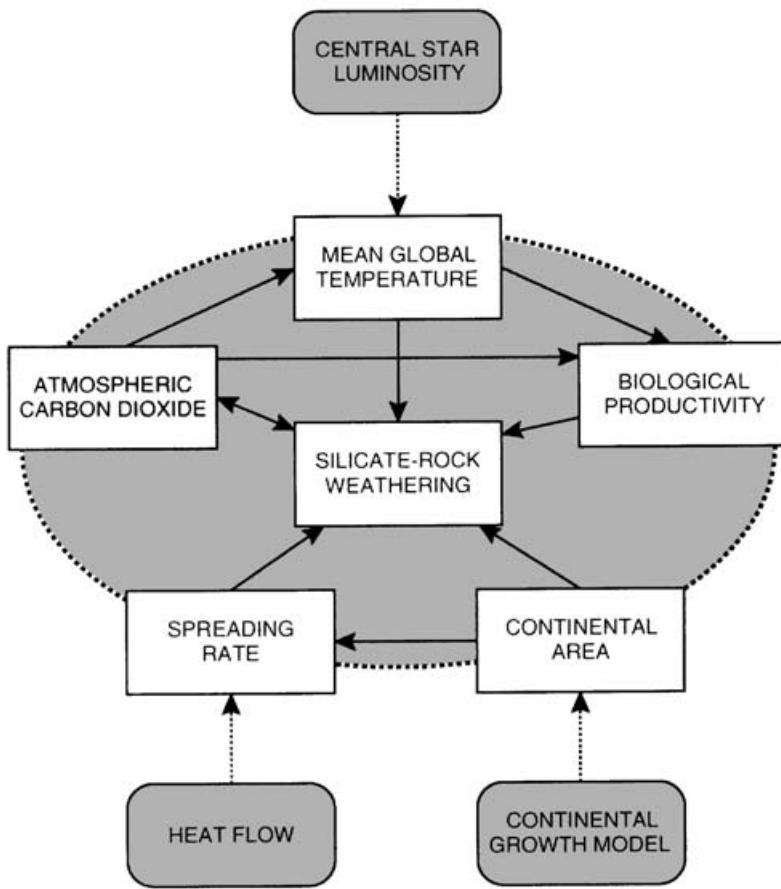 CENTRAL STAR
LUMINOSITY
MEAN GLOBAL
TEMPERATURE
ATMOSPHERIC
CARBON DIOXIDE
BIOLOGICAL
PRODUCTIVITY
SILICATE-ROCK
WEATHERING
SPREADING
RATE
CONTINENTAL
AREA
HEAT FLOW
CONTINENTAL
GROWTH MODEL